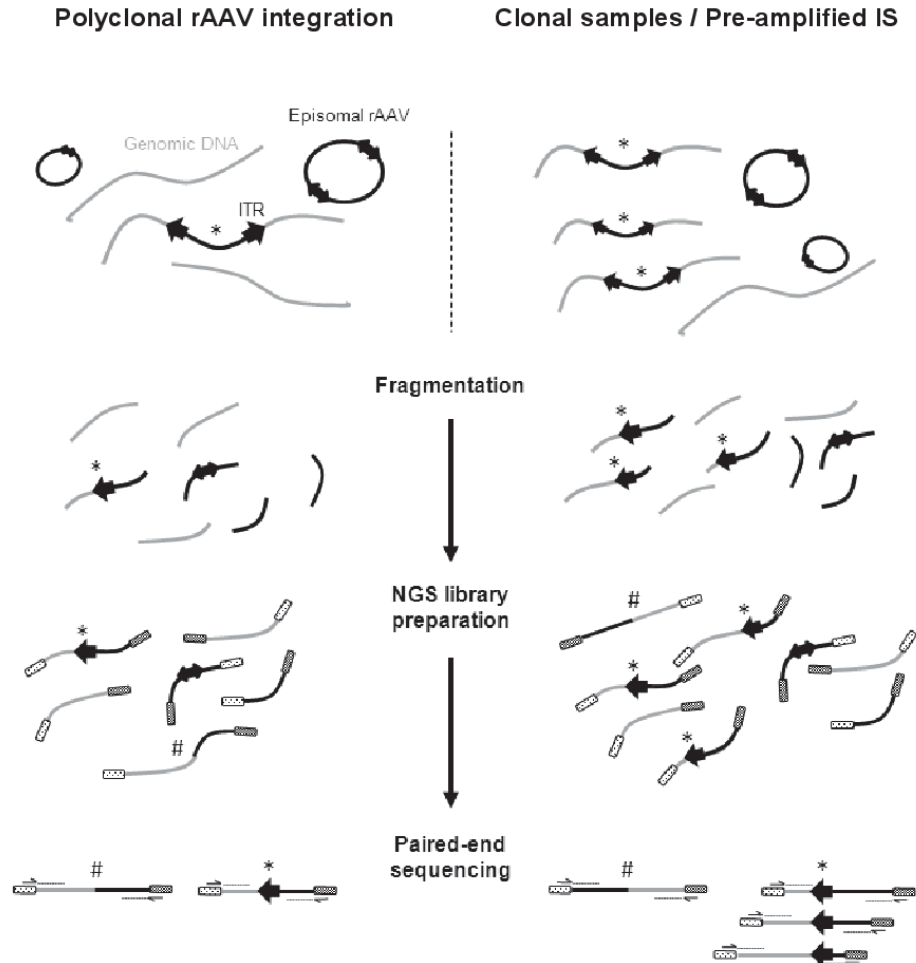 Polyclonal rAAV integration
Clonal samples / Pre-amplified IS
Episomal rAAV
Genomic DNA
ITR
*
*
*
*
Fragmentation
*
*
*
*
NGS library
preparation
*
#
#
*
*
*
Paired-end
sequencing
#
*
#
*